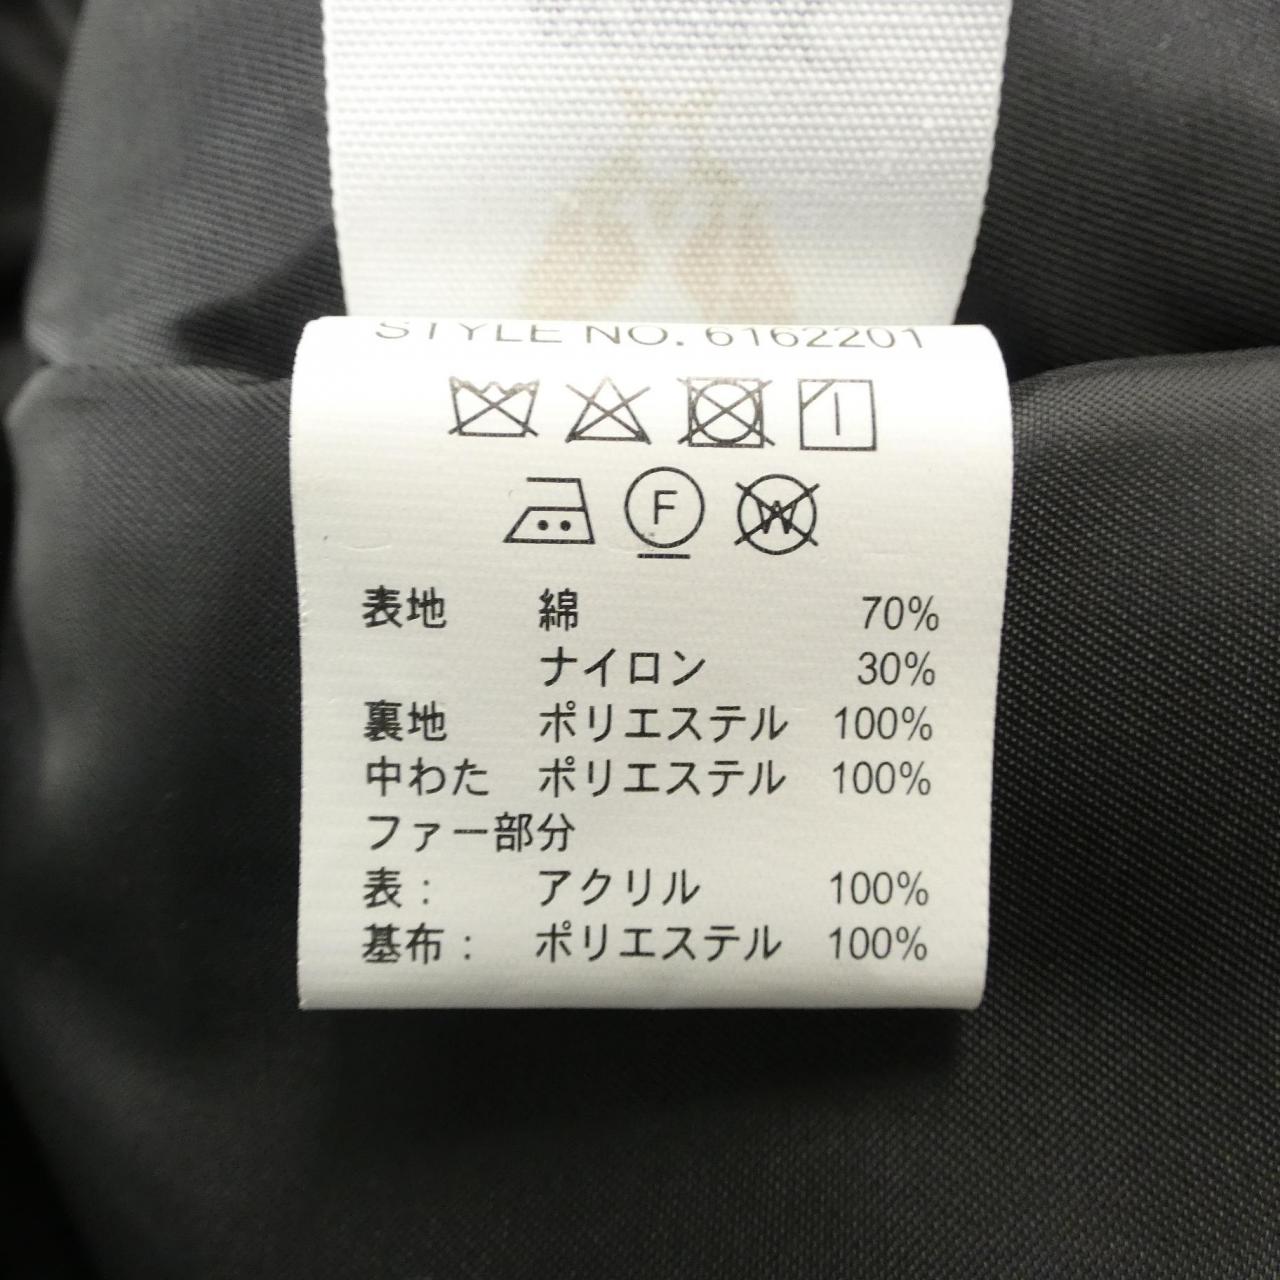 STYLE NO. 6162201
F
W
表地 綿 70%
ナイロン 30%
裏地 ポリエステル 100%
中わた ポリエステル 100%
ファー部分
表： アクリル 100%
基布： ポリエステル 100%